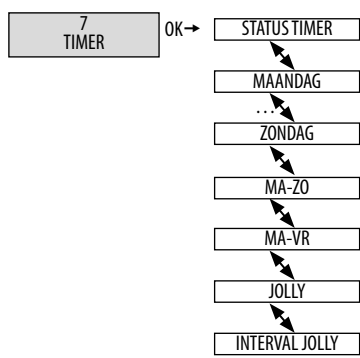 7
TIMER
OK→
STATUS TIMER
MAANDAG
...
ZONDAG
MA-ZO
MA-VR
JOLLY
INTERVAL JOLLY